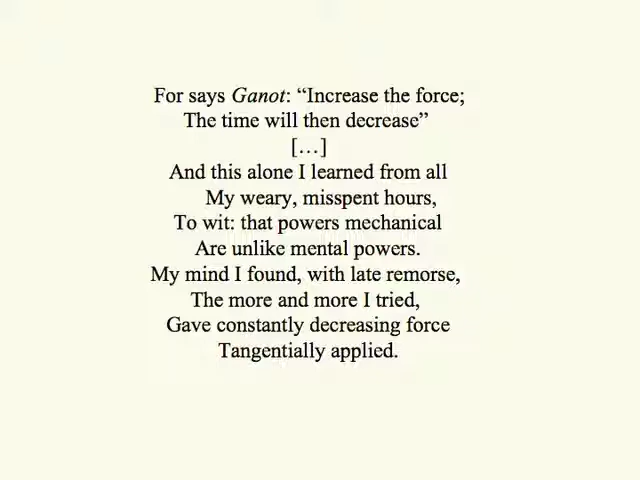 For says Ganot: “Increase the force;
The time will then decrease”
[…]
And this alone I learned from all
My weary, misspent hours,
To wit: that powers mechanical
Are unlike mental powers.
My mind I found, with late remorse,
The more and more I tried,
Gave constantly decreasing force
Tangentially applied.